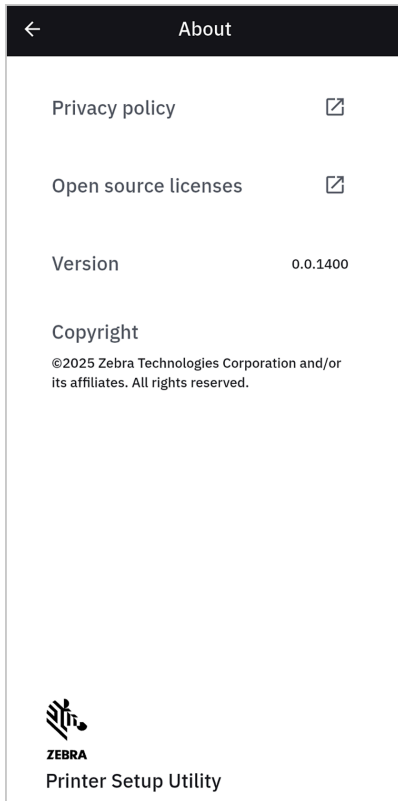 About
Privacy policy
Open source licenses
Version 0.0.1400
Copyright
©2025 Zebra Technologies Corporation and/or
its affiliates. All rights reserved.
ZEBRA
Printer Setup Utility